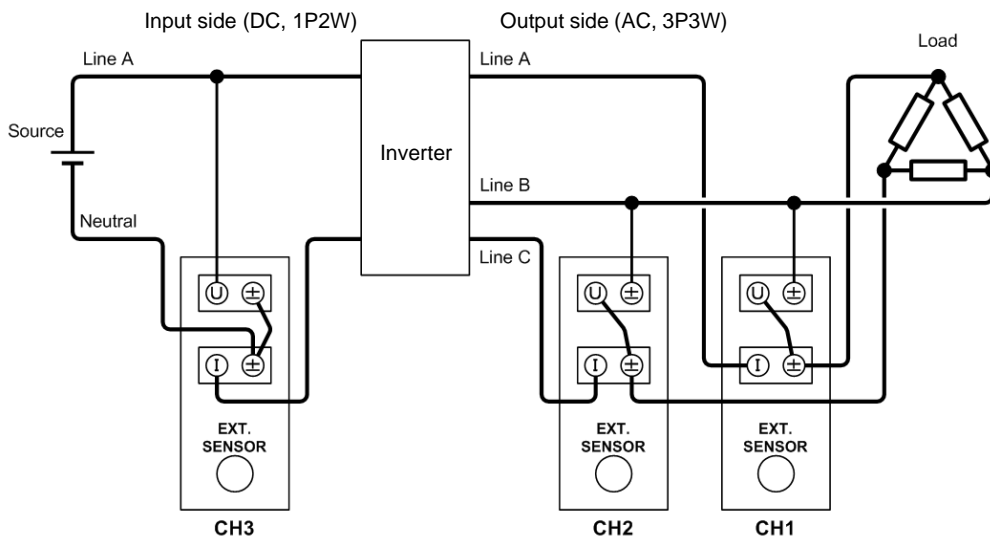 Input side (DC, 1P2W)
Output side (AC, 3P3W)
Line A
Line A
Load
Source
Inverter
Line B
Neutral
Line C
U ±
U ±
U ±
I ±
I ±
I ±
EXT.
SENSOR
EXT.
SENSOR
EXT.
SENSOR
CH3
CH2
CH1